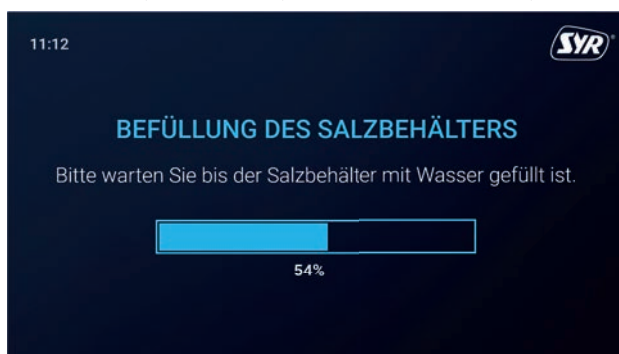 11:12
SYR
BEFÜLLUNG DES SALZBEHÄLTERS
Bitte warten Sie bis der Salzbehälter mit Wasser gefüllt ist.
54%